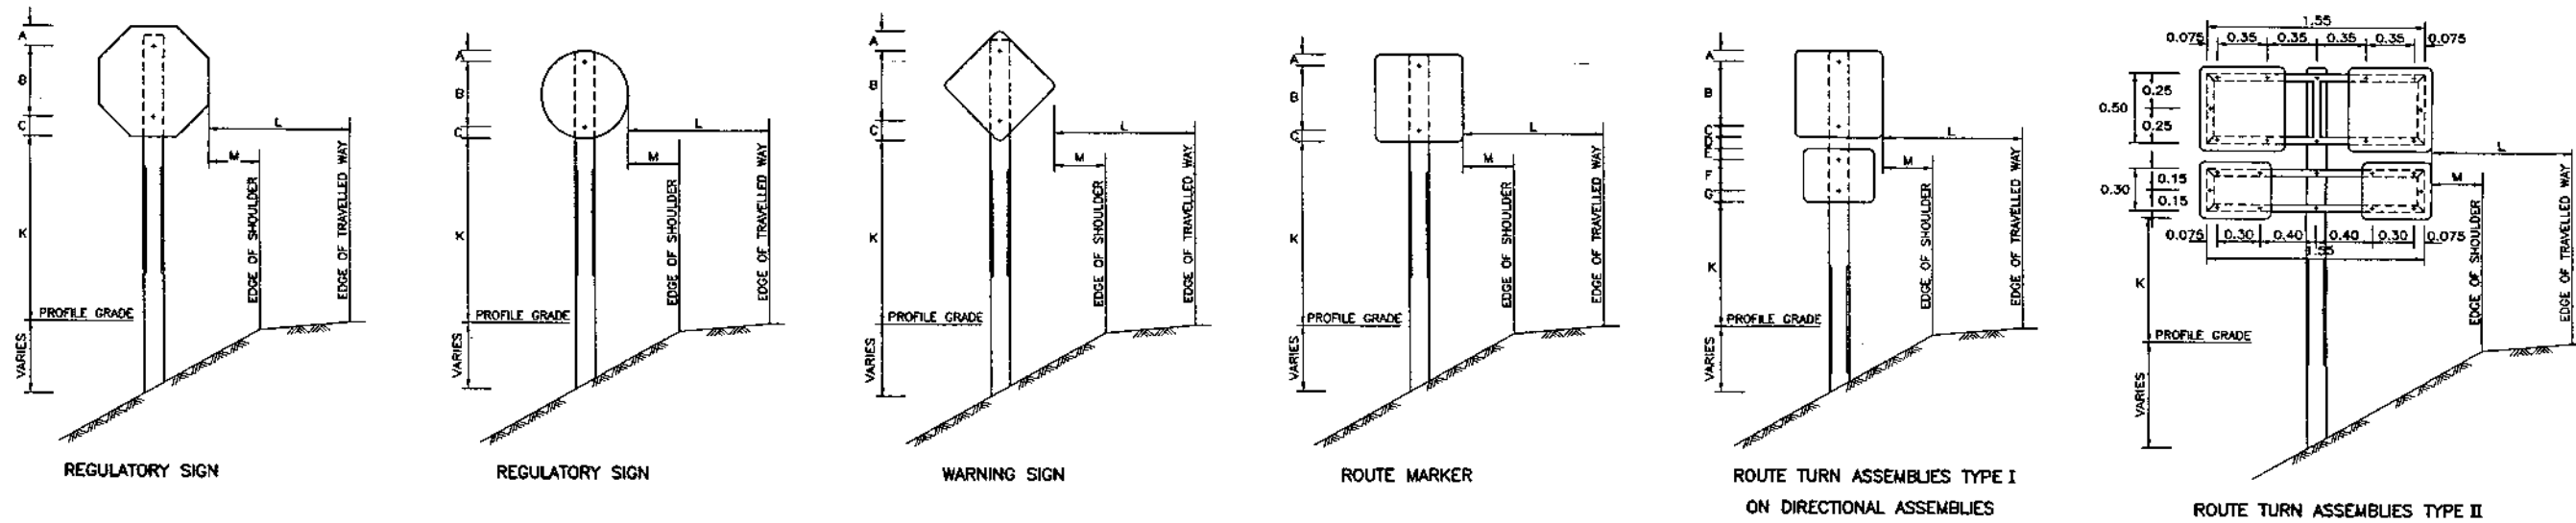 A
B
C
K
VARIES
L
M
EDGE OF SHOULDER
EDGE OF TRAVELLED WAY
PROFILE GRADE
REGULATORY SIGN
A
B
C
K
VARIES
L
M
EDGE OF SHOULDER
EDGE OF TRAVELLED WAY
PROFILE GRADE
REGULATORY SIGN
A
B
C
K
VARIES
L
M
EDGE OF SHOULDER
EDGE OF TRAVELLED WAY
PROFILE GRADE
WARNING SIGN
A
B
C
K
VARIES
L
M
EDGE OF SHOULDER
EDGE OF TRAVELLED WAY
PROFILE GRADE
ROUTE MARKER
A
B
C
F
G
K
VARIES
L
M
EDGE OF SHOULDER
EDGE OF TRAVELLED WAY
PROFILE GRADE
ROUTE TURN ASSEMBLIES TYPE I
ON DIRECTIONAL ASSEMBLIES
1.55
0.075 0.35 0.35 0.35 0.35 0.075
0.50
0.25
0.25
0.30
0.15
0.15
0.075 0.30 0.40 0.40 0.30 0.075
1.55
K
VARIES
L
M
EDGE OF SHOULDER
EDGE OF TRAVELLED WAY
PROFILE GRADE
ROUTE TURN ASSEMBLIES TYPE II